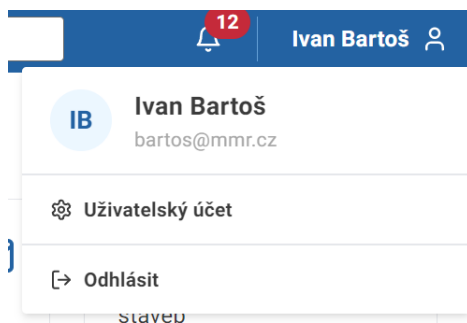 12
Ivan Bartoš
IB
Ivan Bartoš
bartos@mmr.cz
Uživatelský účet
Odhlásit
staveb